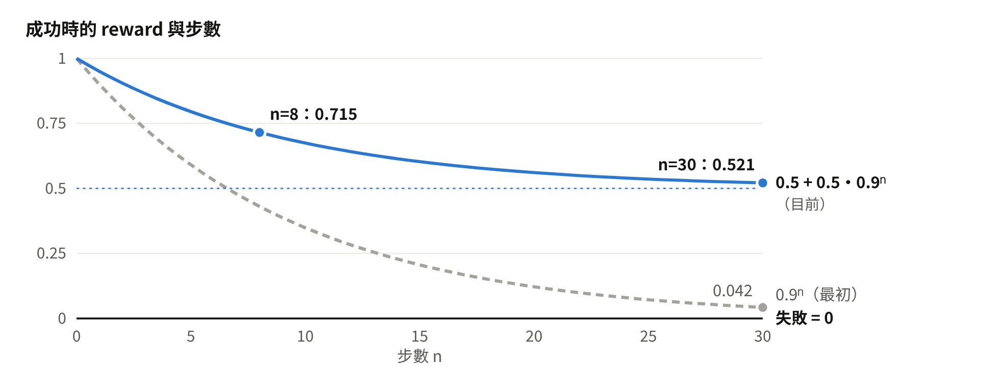 成功時的 reward 與步數
1
n=8：0.715
0.75
n=30：0.521
0.5
0.5 + 0.5・0.9ⁿ
（目前）
0.25
0.042
0.9ⁿ（最初）
0
失敗 = 0
0 5 10 15 20 25 30
步數 n